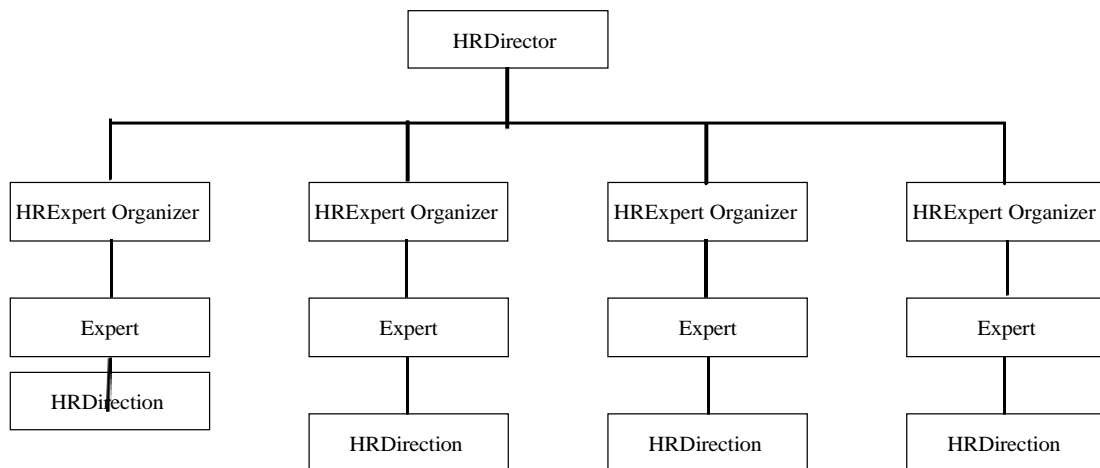 HRDirector
HRExpert Organizer
HRExpert Organizer
HRExpert Organizer
HRExpert Organizer
Expert
Expert
Expert
Expert
HRDirection
HRDirection
HRDirection
HRDirection